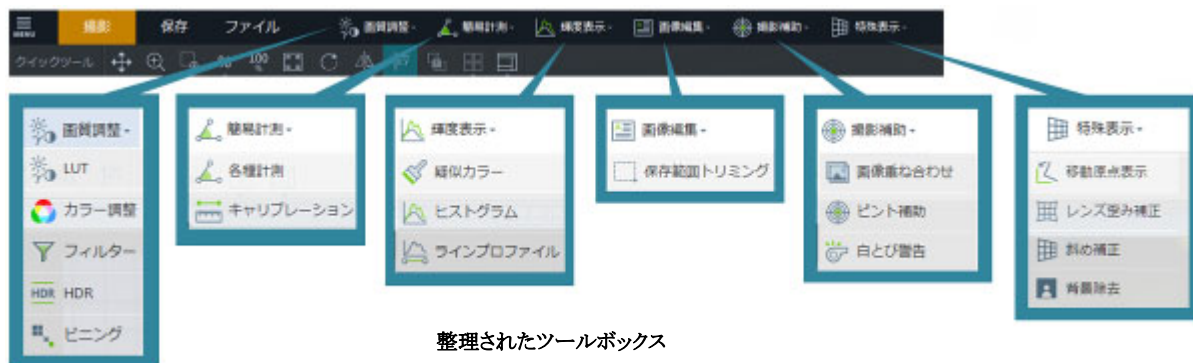 MENU 撮影 保存 ファイル 画質調整 簡易計測 輝度表示 画像編集 撮影補助 特殊表示
クイックツール % 100
画質調整
LUT
カラー調整
フィルター
HDR HDR
ビニング
簡易計測
各種計測
キャリブレーション
輝度表示
疑似カラー
ヒストグラム
ラインプロファイル
画像編集
保存範囲トリミング
撮影補助
画像重ね合わせ
ピント補助
白とび警告
特殊表示
移動原点表示
レンズ歪み補正
斜め補正
背景除去
整理されたツールボックス